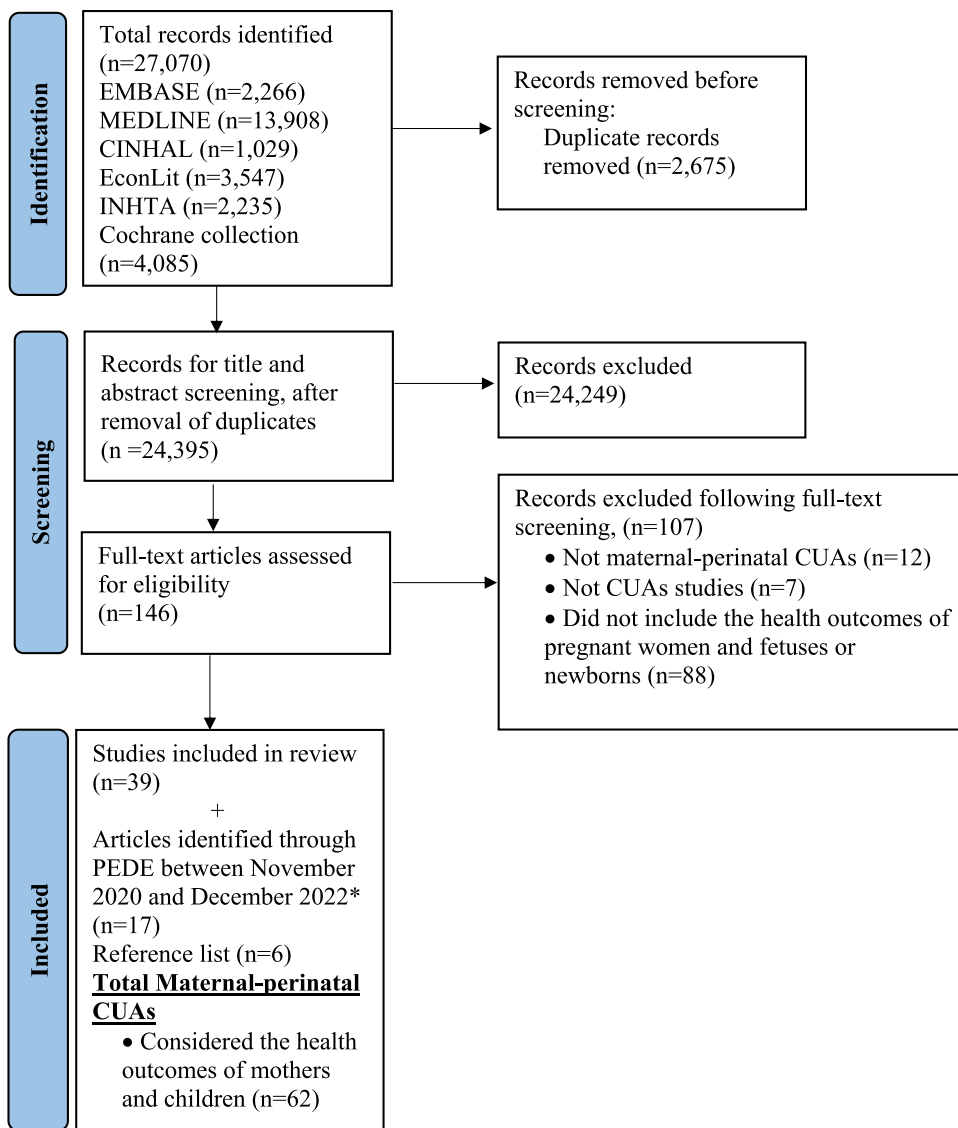 Identification
Total records identified
(n=27,070)
EMBASE (n=2,266)
MEDLINE (n=13,908)
CINHAL (n=1,029)
EconLit (n=3,547)
INHTA (n=2,235)
Cochrane collection
(n=4,085)
Records removed before
screening:
Duplicate records
removed (n=2,675)
Screening
Records for title and
abstract screening, after
removal of duplicates
(n =24,395)
Records excluded
(n=24,249)
Full-text articles assessed
for eligibility
(n=146)
Records excluded following full-text
screening, (n=107)
• Not maternal-perinatal CUAs (n=12)
• Not CUAs studies (n=7)
• Did not include the health outcomes of
pregnant women and fetuses or
newborns (n=88)
Included
Studies included in review
(n=39)
+
Articles identified through
PEDE between November
2020 and December 2022*
(n=17)
Reference list (n=6)
Total Maternal-perinatal
CUAs
• Considered the health
outcomes of mothers
and children (n=62)